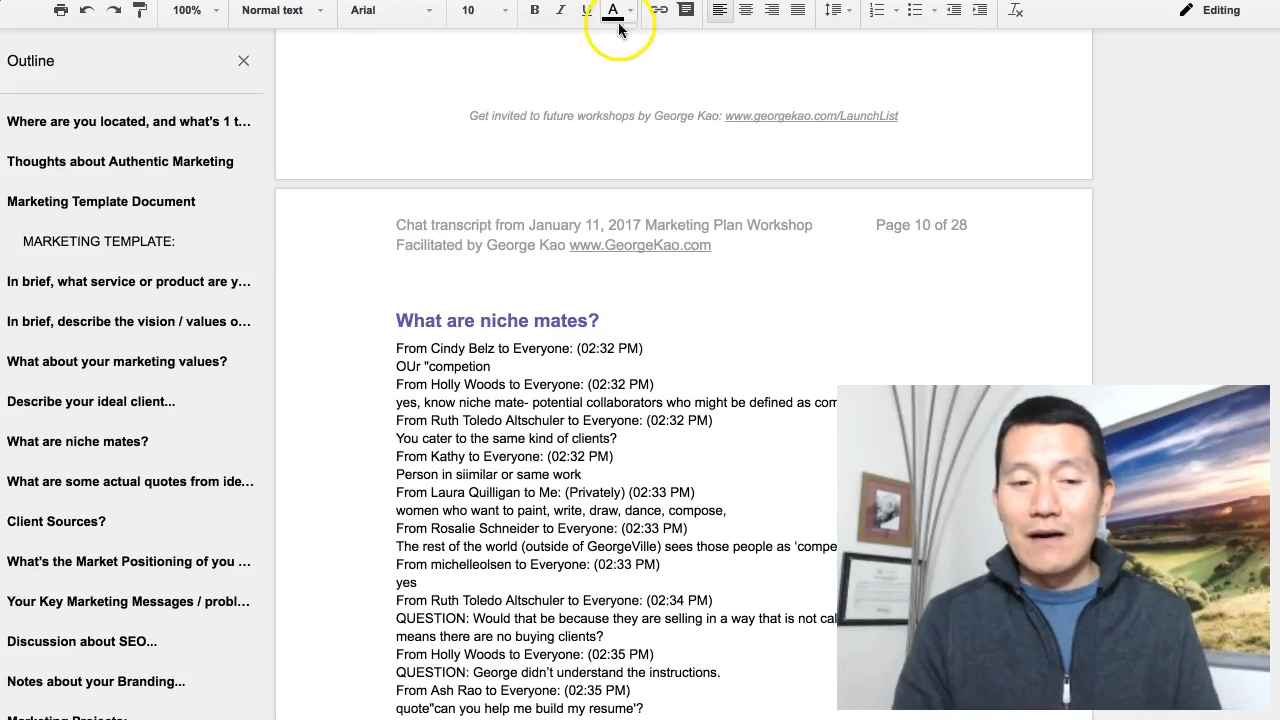 100% Normal text Arial 10 B I U A Editing
Outline
Where are you located, and what's 1 t...
Thoughts about Authentic Marketing
Marketing Template Document
MARKETING TEMPLATE:
In brief, what service or product are y...
In brief, describe the vision / values o...
What about your marketing values?
Describe your ideal client...
What are niche mates?
What are some actual quotes from ide...
Client Sources?
What's the Market Positioning of you ...
Your Key Marketing Messages / probl...
Discussion about SEO...
Notes about your Branding...
Get invited to future workshops by George Kao: www.georgekao.com/LaunchList
Chat transcript from January 11, 2017 Marketing Plan Workshop Page 10 of 28
Facilitated by George Kao www.GeorgeKao.com
What are niche mates?
From Cindy Belz to Everyone: (02:32 PM)
OUr "competion
From Holly Woods to Everyone: (02:32 PM)
yes, know niche mate- potential collaborators who might be defined as com
From Ruth Toledo Altschuler to Everyone: (02:32 PM)
You cater to the same kind of clients?
From Kathy to Everyone: (02:32 PM)
Person in siimilar or same work
From Laura Quilligan to Me: (Privately) (02:33 PM)
women who want to paint, write, draw, dance, compose,
From Rosalie Schneider to Everyone: (02:33 PM)
The rest of the world (outside of GeorgeVille) sees those people as 'compe
From michelleolsen to Everyone: (02:33 PM)
yes
From Ruth Toledo Altschuler to Everyone: (02:34 PM)
QUESTION: Would that be because they are selling in a way that is not cal
means there are no buying clients?
From Holly Woods to Everyone: (02:35 PM)
QUESTION: George didn't understand the instructions.
From Ash Rao to Everyone: (02:35 PM)
quote"can you help me build my resume'?